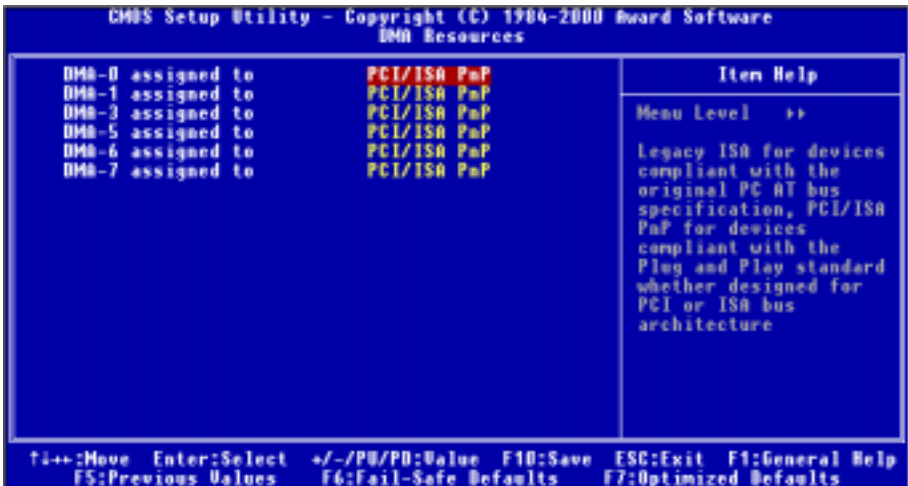 CMOS Setup Utility - Copyright (C) 1984-2000 Award Software
DMA Resources
DMA-0 assigned to PCI/ISA PnP
DMA-1 assigned to PCI/ISA PnP
DMA-3 assigned to PCI/ISA PnP
DMA-5 assigned to PCI/ISA PnP
DMA-6 assigned to PCI/ISA PnP
DMA-7 assigned to PCI/ISA PnP
Item Help
Menu Level ▸▸
Legacy ISA for devices
compliant with the
original PC AT bus
specification, PCI/ISA
PnP for devices
compliant with the
Plug and Play standard
whether designed for
PCI or ISA bus
architecture
↑↓→←:Move Enter:Select +/-/PU/PD:Value F10:Save ESC:Exit F1:General Help
F5:Previous Values F6:Fail-Safe Defaults F7:Optimized Defaults